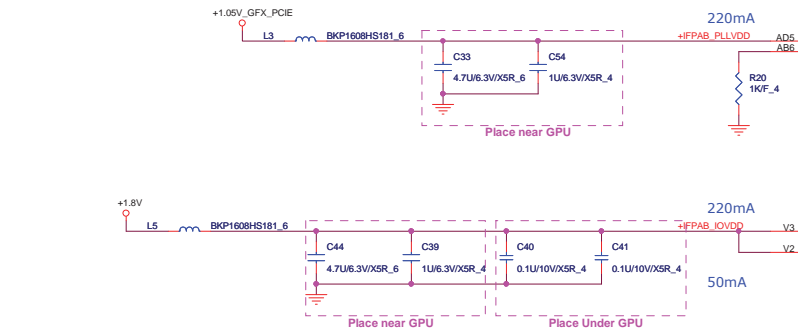 +1.05V_GFX_PCIE
220mA
L3 BKP1608HS181_6 +IFPAB_PLLVDD AD5
AB6
C33 C54
4.7U/6.3V/X5R_6 1U/6.3V/X5R_4
R20
1K/F_4
Place near GPU
+1.8V
220mA
L5 BKP1608HS181_6 +IFPAB_IOVDD V3
V2
C44 C39 C40 C41
4.7U/6.3V/X5R_6 1U/6.3V/X5R_4 0.1U/10V/X5R_4 0.1U/10V/X5R_4
50mA
Place near GPU Place Under GPU